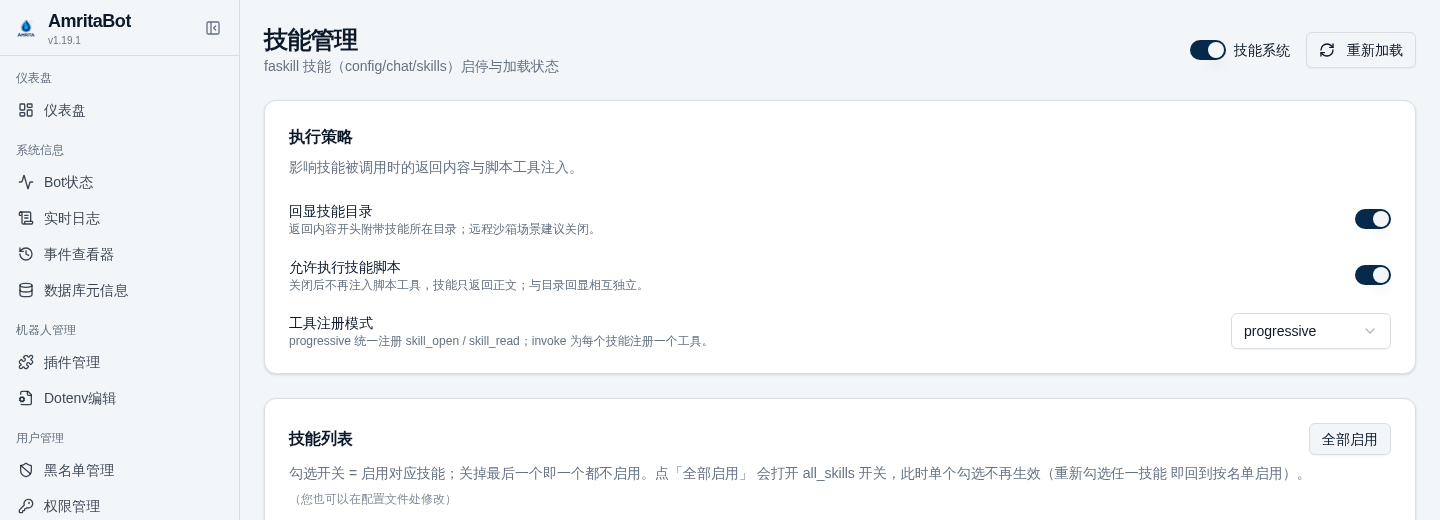 AmritaBot
v1.19.1
AMRITA
仪表盘
仪表盘
系统信息
Bot状态
实时日志
事件查看器
数据库元信息
机器人管理
插件管理
Dotenv编辑
用户管理
黑名单管理
权限管理
技能管理
faskill 技能（config/chat/skills）启停与加载状态
技能系统
重新加载
执行策略
影响技能被调用时的返回内容与脚本工具注入。
回显技能目录
返回内容开头附带技能所在目录；远程沙箱场景建议关闭。
允许执行技能脚本
关闭后不再注入脚本工具，技能只返回正文；与目录回显相互独立。
工具注册模式
progressive 统一注册 skill_open / skill_read；invoke 为每个技能注册一个工具。
progressive
技能列表
全部启用
勾选开关 = 启用对应技能；关掉最后一个即一个都不启用。点「全部启用」 会打开 all_skills 开关，此时单个勾选不再生效（重新勾选任一技能 即回到按名单启用）。
（您也可以在配置文件处修改）